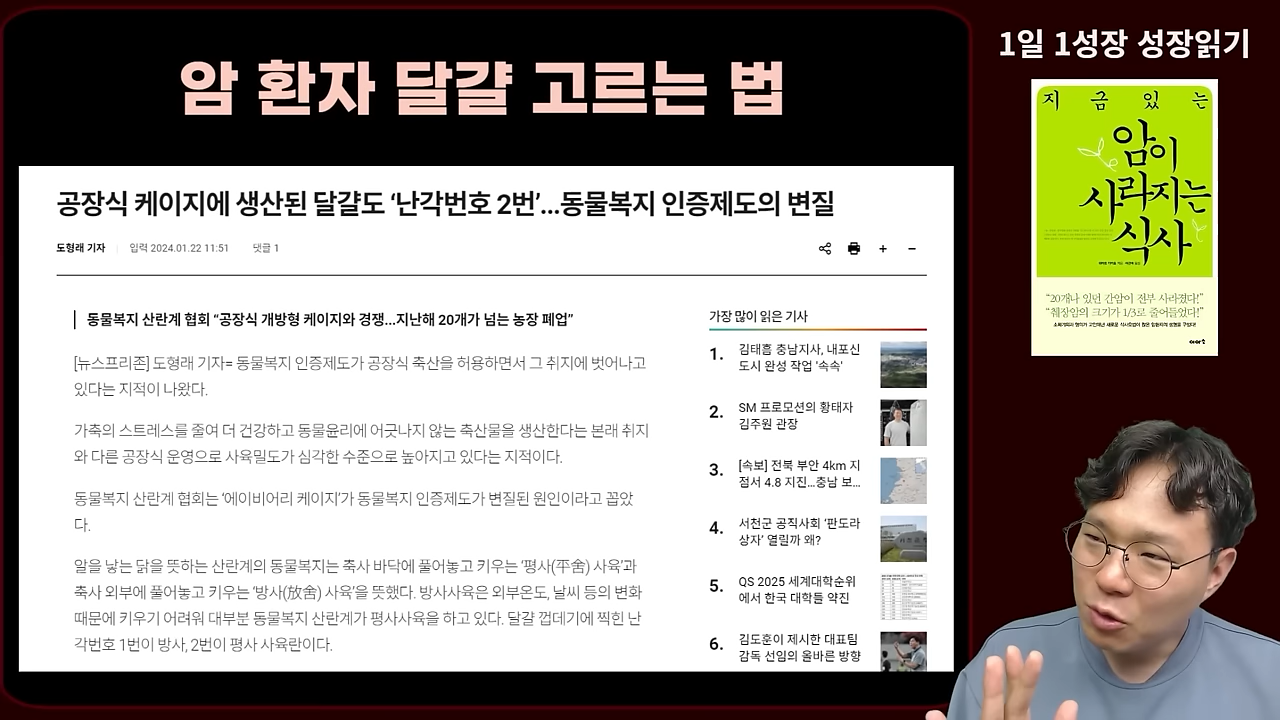 암 환자 달걀 고르는 법
공장식 케이지에 생산된 달걀도 ‘난각번호 2번’...동물복지 인증제도의 변질
도형래 기자
입력 2024.01.22 11:51
댓글 1
동물복지 산란계 협회 “공장식 개방형 케이지와 경쟁...지난해 20개가 넘는 농장 폐업”
[뉴스프리존] 도형래 기자= 동물복지 인증제도가 공장식 축산을 허용하면서 그 취지에 벗어나고
있다는 지적이 나왔다.
가축의 스트레스를 줄여 더 건강하고 동물윤리에 어긋나지 않는 축산물을 생산한다는 본래 취지
와 다른 공장식 운영으로 사육밀도가 심각한 수준으로 높아지고 있다는 지적이다.
동물복지 산란계 협회는 ‘에이비어리 케이지’가 동물복지 인증제도가 변질된 원인이라고 꼽았
다.
알을 낳는 닭을 뜻하는 산란계의 동물복지는 축사 바닥에 풀어놓고 키우는 ‘평사(平舍) 사육’과
축사 외부에 풀어놓고 키우는 ‘방사(放舍) 사육’을 뜻했다. 방사사육은 외부온도, 날씨 등의 변화
때문에 키우기 어려워 대부분 동물복지 산란계가 평사사육을 하고 있다. 달걀 껍데기에 찍힌 난
각번호 1번이 방사, 2번이 평사 사육란이다.
가장 많이 읽은 기사
1.
김태흠 충남지사, 내포신
도시 완성 작업 '속속'
2.
SM 프로모션의 황태자
김주원 관장
3.
[속보] 전북 부안 4km 지
점서 4.8 지진...충남 보...
4.
서천군 공직사회 '판도라
상자' 열릴까 왜?
5.
QS 2025 세계대학순위
에서 한국 대학들 약진
6.
김도훈이 제시한 대표팀
감독 선임의 올바른 방향
1일 1성장 성장읽기
지금 있는
암이
사라지는
식사
“20개나 있던 간암이 전부 사라졌다!”
“췌장암의 크기가 1/3로 줄어들었다!”